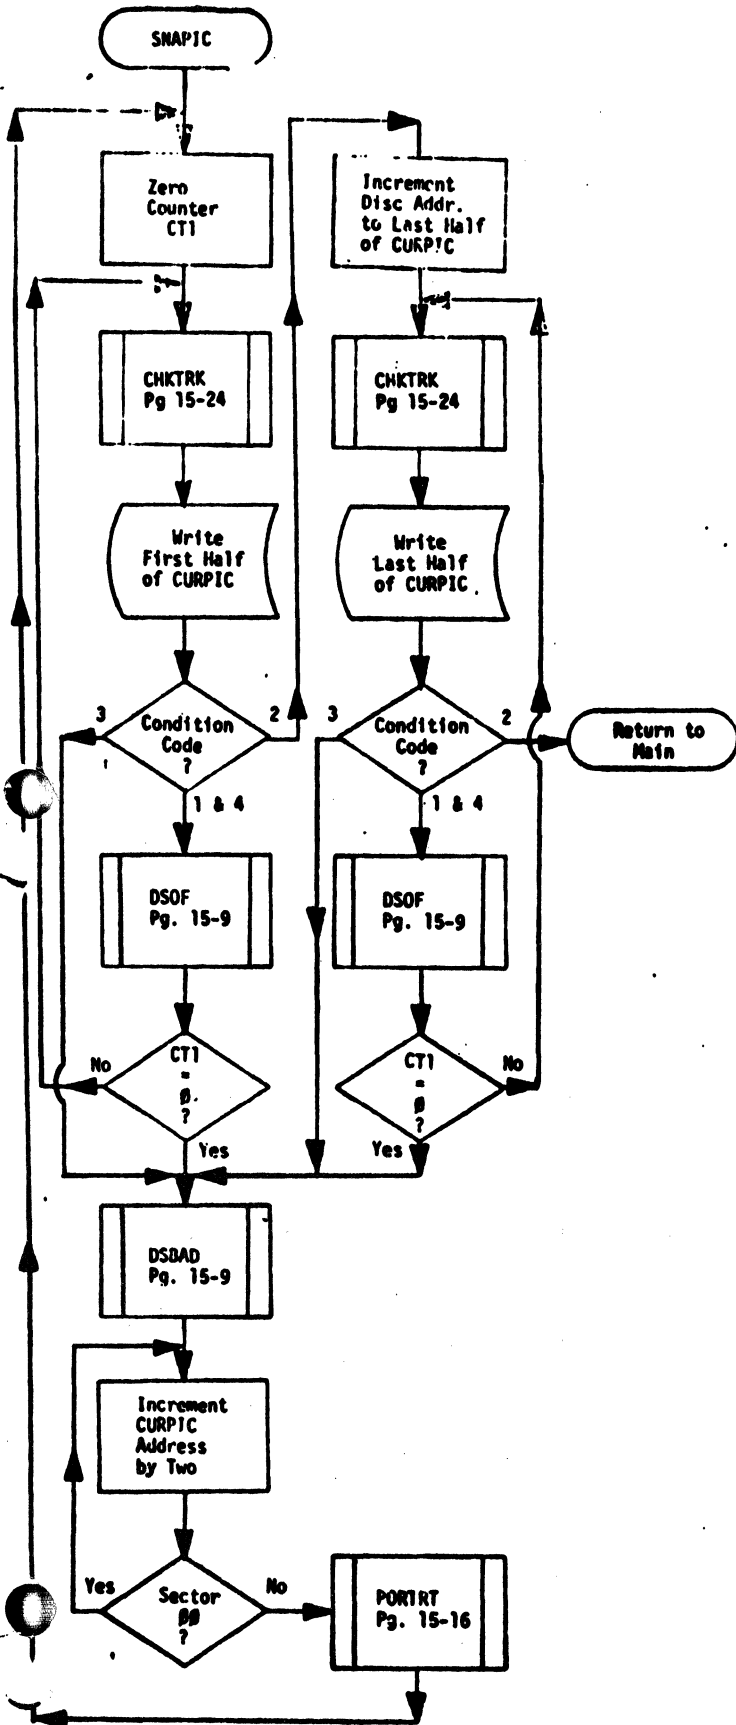 SNAPIC
Zero
Counter
CT1
CHKTRK
Pg 15-24
Write
First Half
of CURPIC
3
Condition
Code
?
2
1 & 4
DSOF
Pg. 15-9
No
CT1
=
Ø
?
Yes
Increment
Disc Addr.
to Last Half
of CURPIC
CHKTRK
Pg 15-24
Write
Last Half
of CURPIC
3
Condition
Code
?
2
1 & 4
Return to
Main
DSOF
Pg. 15-9
CT1
=
Ø
?
No
Yes
DSBAD
Pg. 15-9
Increment
CURPIC
Address
by Two
Yes
Sector
ØØ
?
No
PORTRT
Pg. 15-16